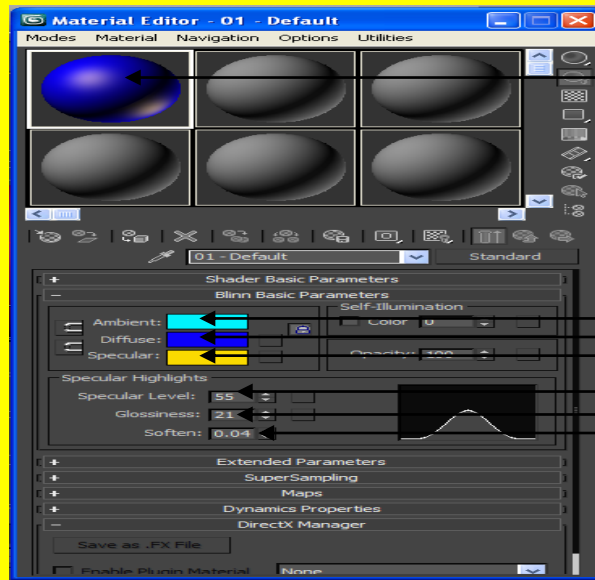 Material Editor - 01 - Default
Modes Material Navigation Options Utilities
01 - Default Standard
+ Shader Basic Parameters
- Blinn Basic Parameters
Self-Illumination
Ambient: Color 0
Diffuse:
Specular: Opacity: 100
Specular Highlights
Specular Level: 55
Glossiness: 21
Soften: 0.04
+ Extended Parameters
+ SuperSampling
+ Maps
+ Dynamics Properties
- DirectX Manager
Save as .FX File
Enable Plugin Material None